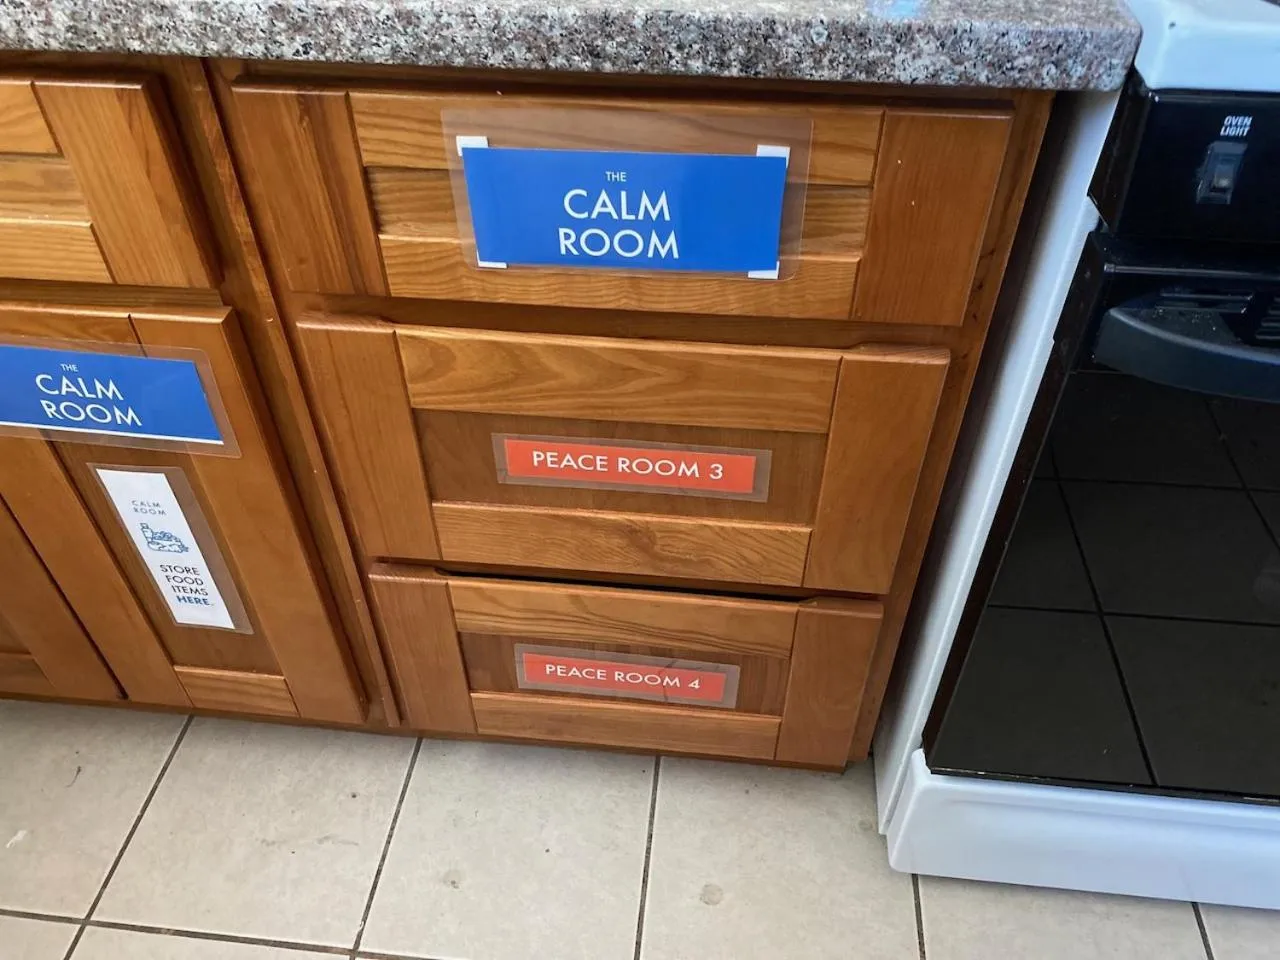 THE
CALM
ROOM
OVEN
LIGHT
THE
CALM
ROOM
PEACE ROOM 3
CALM
ROOM
STORE
FOOD
ITEMS
HERE.
PEACE ROOM 4